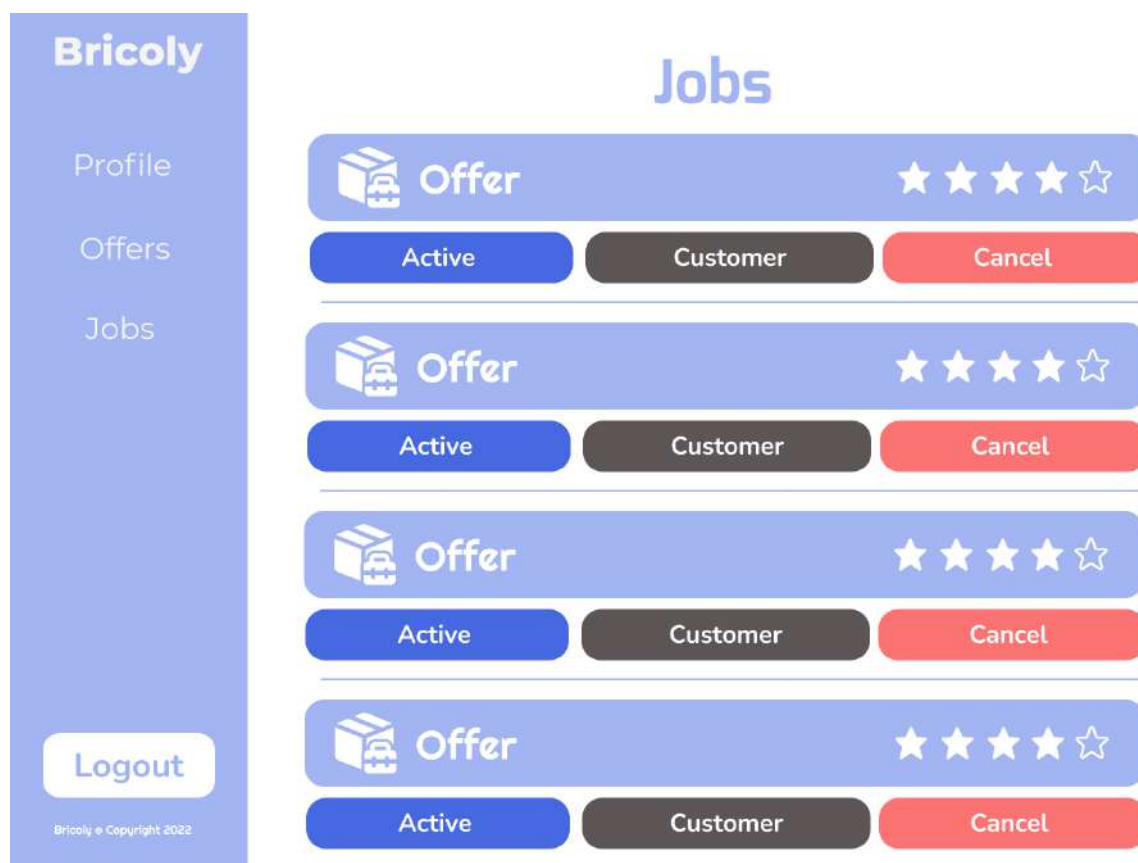 Bricoly
Profile
Offers
Jobs
Logout
Bricoly © Copyright 2022
Jobs
Offer
Active Customer Cancel
Offer
Active Customer Cancel
Offer
Active Customer Cancel
Offer
Active Customer Cancel